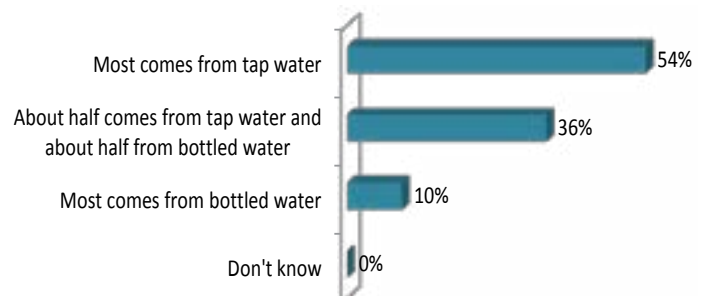 Most comes from tap water
54%
About half comes from tap water and
about half from bottled water
36%
Most comes from bottled water
10%
Don't know
0%